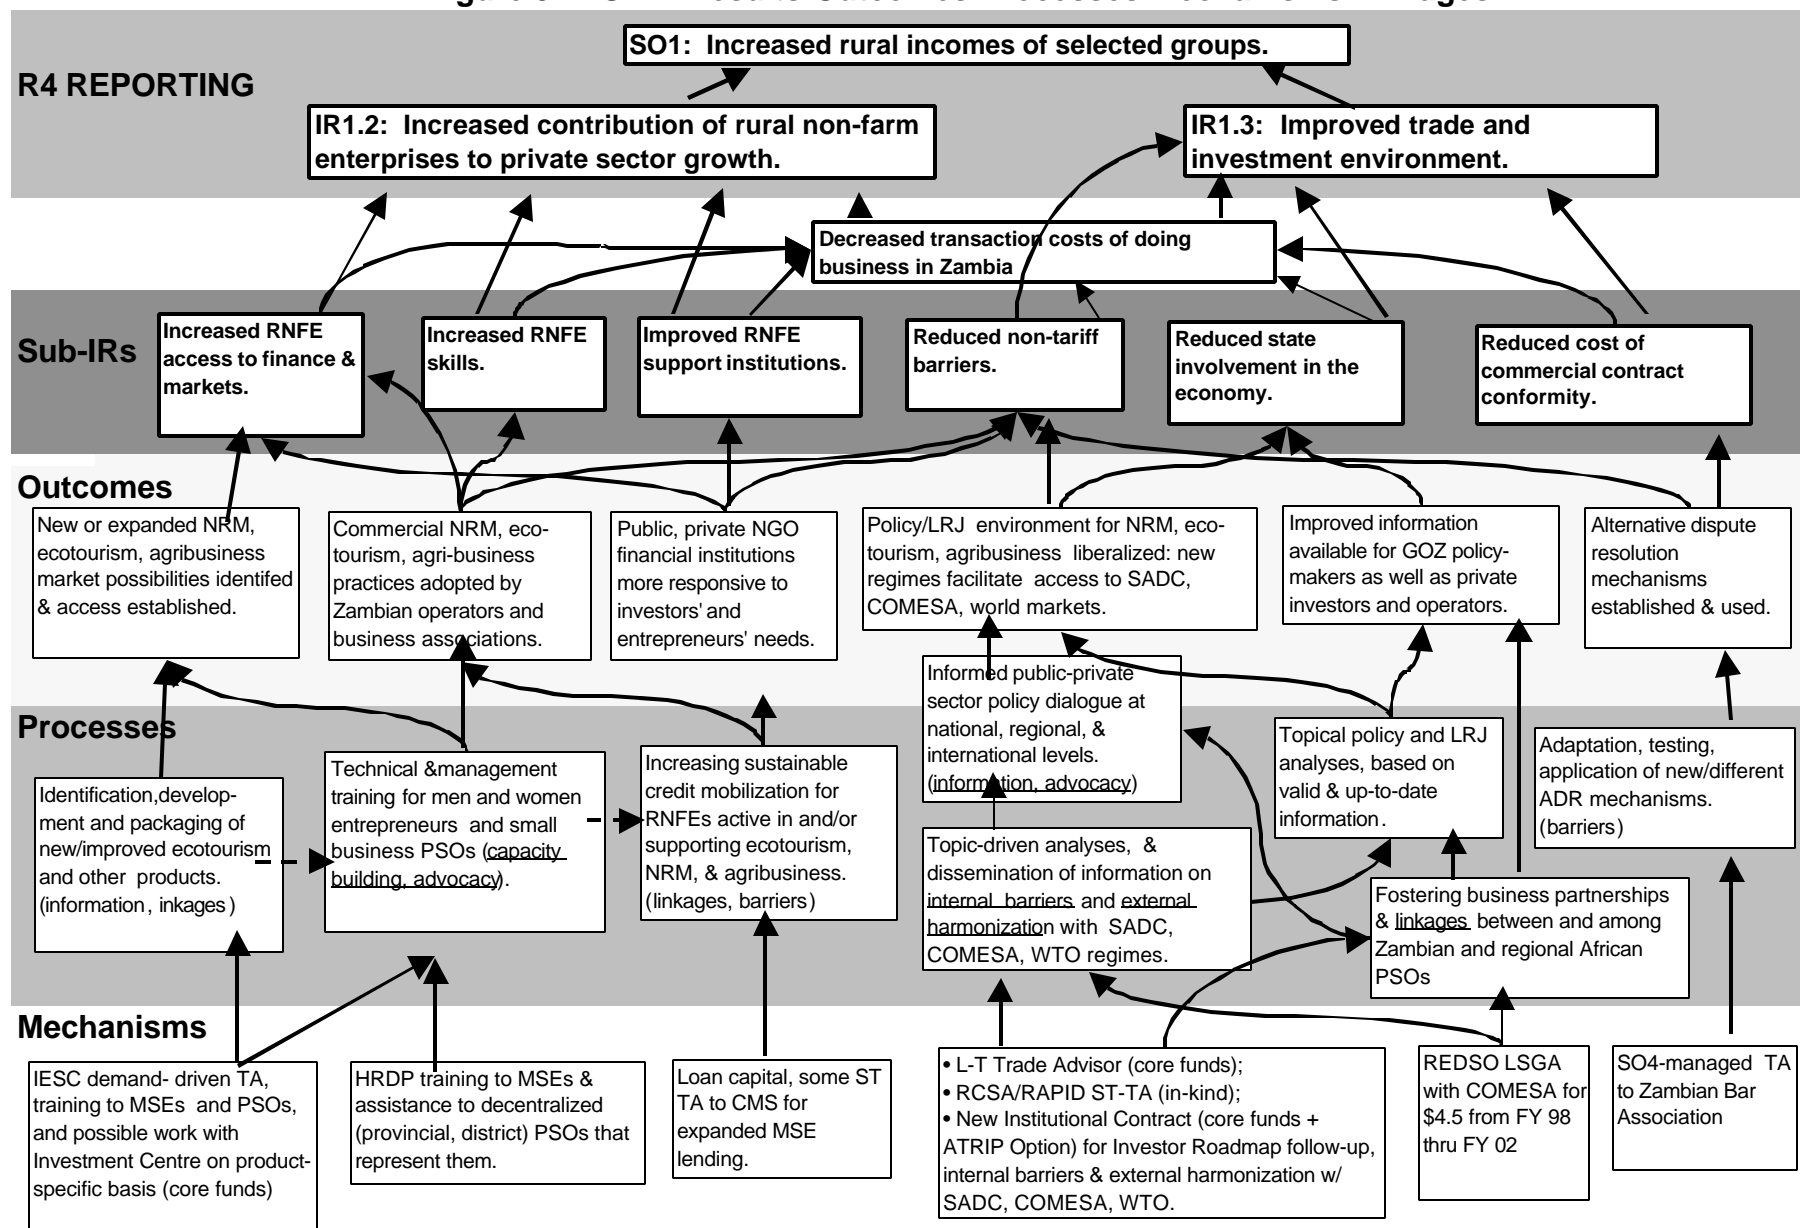 SO1: Increased rural incomes of selected groups.
R4 REPORTING
IR1.2: Increased contribution of rural non-farm
enterprises to private sector growth.
IR1.3: Improved trade and
investment environment.
Decreased transaction costs of doing
business in Zambia
Sub-IRs
Increased RNFE
access to finance &
markets.
Increased RNFE
skills.
Improved RNFE
support institutions.
Reduced non-tariff
barriers.
Reduced state
involvement in the
economy.
Reduced cost of
commercial contract
conformity.
Outcomes
New or expanded NRM,
ecotourism, agribusiness
market possibilities identifed
& access established.
Commercial NRM, eco-
tourism, agri-business
practices adopted by
Zambian operators and
business associations.
Public, private NGO
financial institutions
more responsive to
investors' and
entrepreneurs' needs.
Policy/LRJ environment for NRM, eco-
tourism, agribusiness liberalized: new
regimes facilitate access to SADC,
COMESA, world markets.
Improved information
available for GOZ policy-
makers as well as private
investors and operators.
Alternative dispute
resolution
mechanisms
established & used.
Processes
Identification,develop-
ment and packaging of
new/improved ecotourism
and other products.
(information, inkages)
Technical &management
training for men and women
entrepreneurs and small
business PSOs (capacity
building, advocacy).
Increasing sustainable
credit mobilization for
RNFEs active in and/or
supporting ecotourism,
NRM, & agribusiness.
(linkages, barriers)
Informed public-private
sector policy dialogue at
national, regional, &
international levels.
(information, advocacy)
Topic-driven analyses, &
dissemination of information on
internal barriers and external
harmonization with SADC,
COMESA, WTO regimes.
Topical policy and LRJ
analyses, based on
valid & up-to-date
information.
Fostering business partnerships
& linkages between and among
Zambian and regional African
PSOs
Adaptation, testing,
application of new/different
ADR mechanisms.
(barriers)
Mechanisms
IESC demand- driven TA,
training to MSEs and PSOs,
and possible work with
Investment Centre on product-
specific basis (core funds)
HRDP training to MSEs &
assistance to decentralized
(provincial, district) PSOs that
represent them.
Loan capital, some ST
TA to CMS for
expanded MSE
lending.
• L-T Trade Advisor (core funds);
• RCSA/RAPID ST-TA (in-kind);
• New Institutional Contract (core funds +
ATRIP Option) for Investor Roadmap follow-up,
internal barriers & external harmonization w/
SADC, COMESA, WTO.
REDSO LSGA
with COMESA for
$4.5 from FY 98
thru FY 02
SO4-managed TA
to Zambian Bar
Association